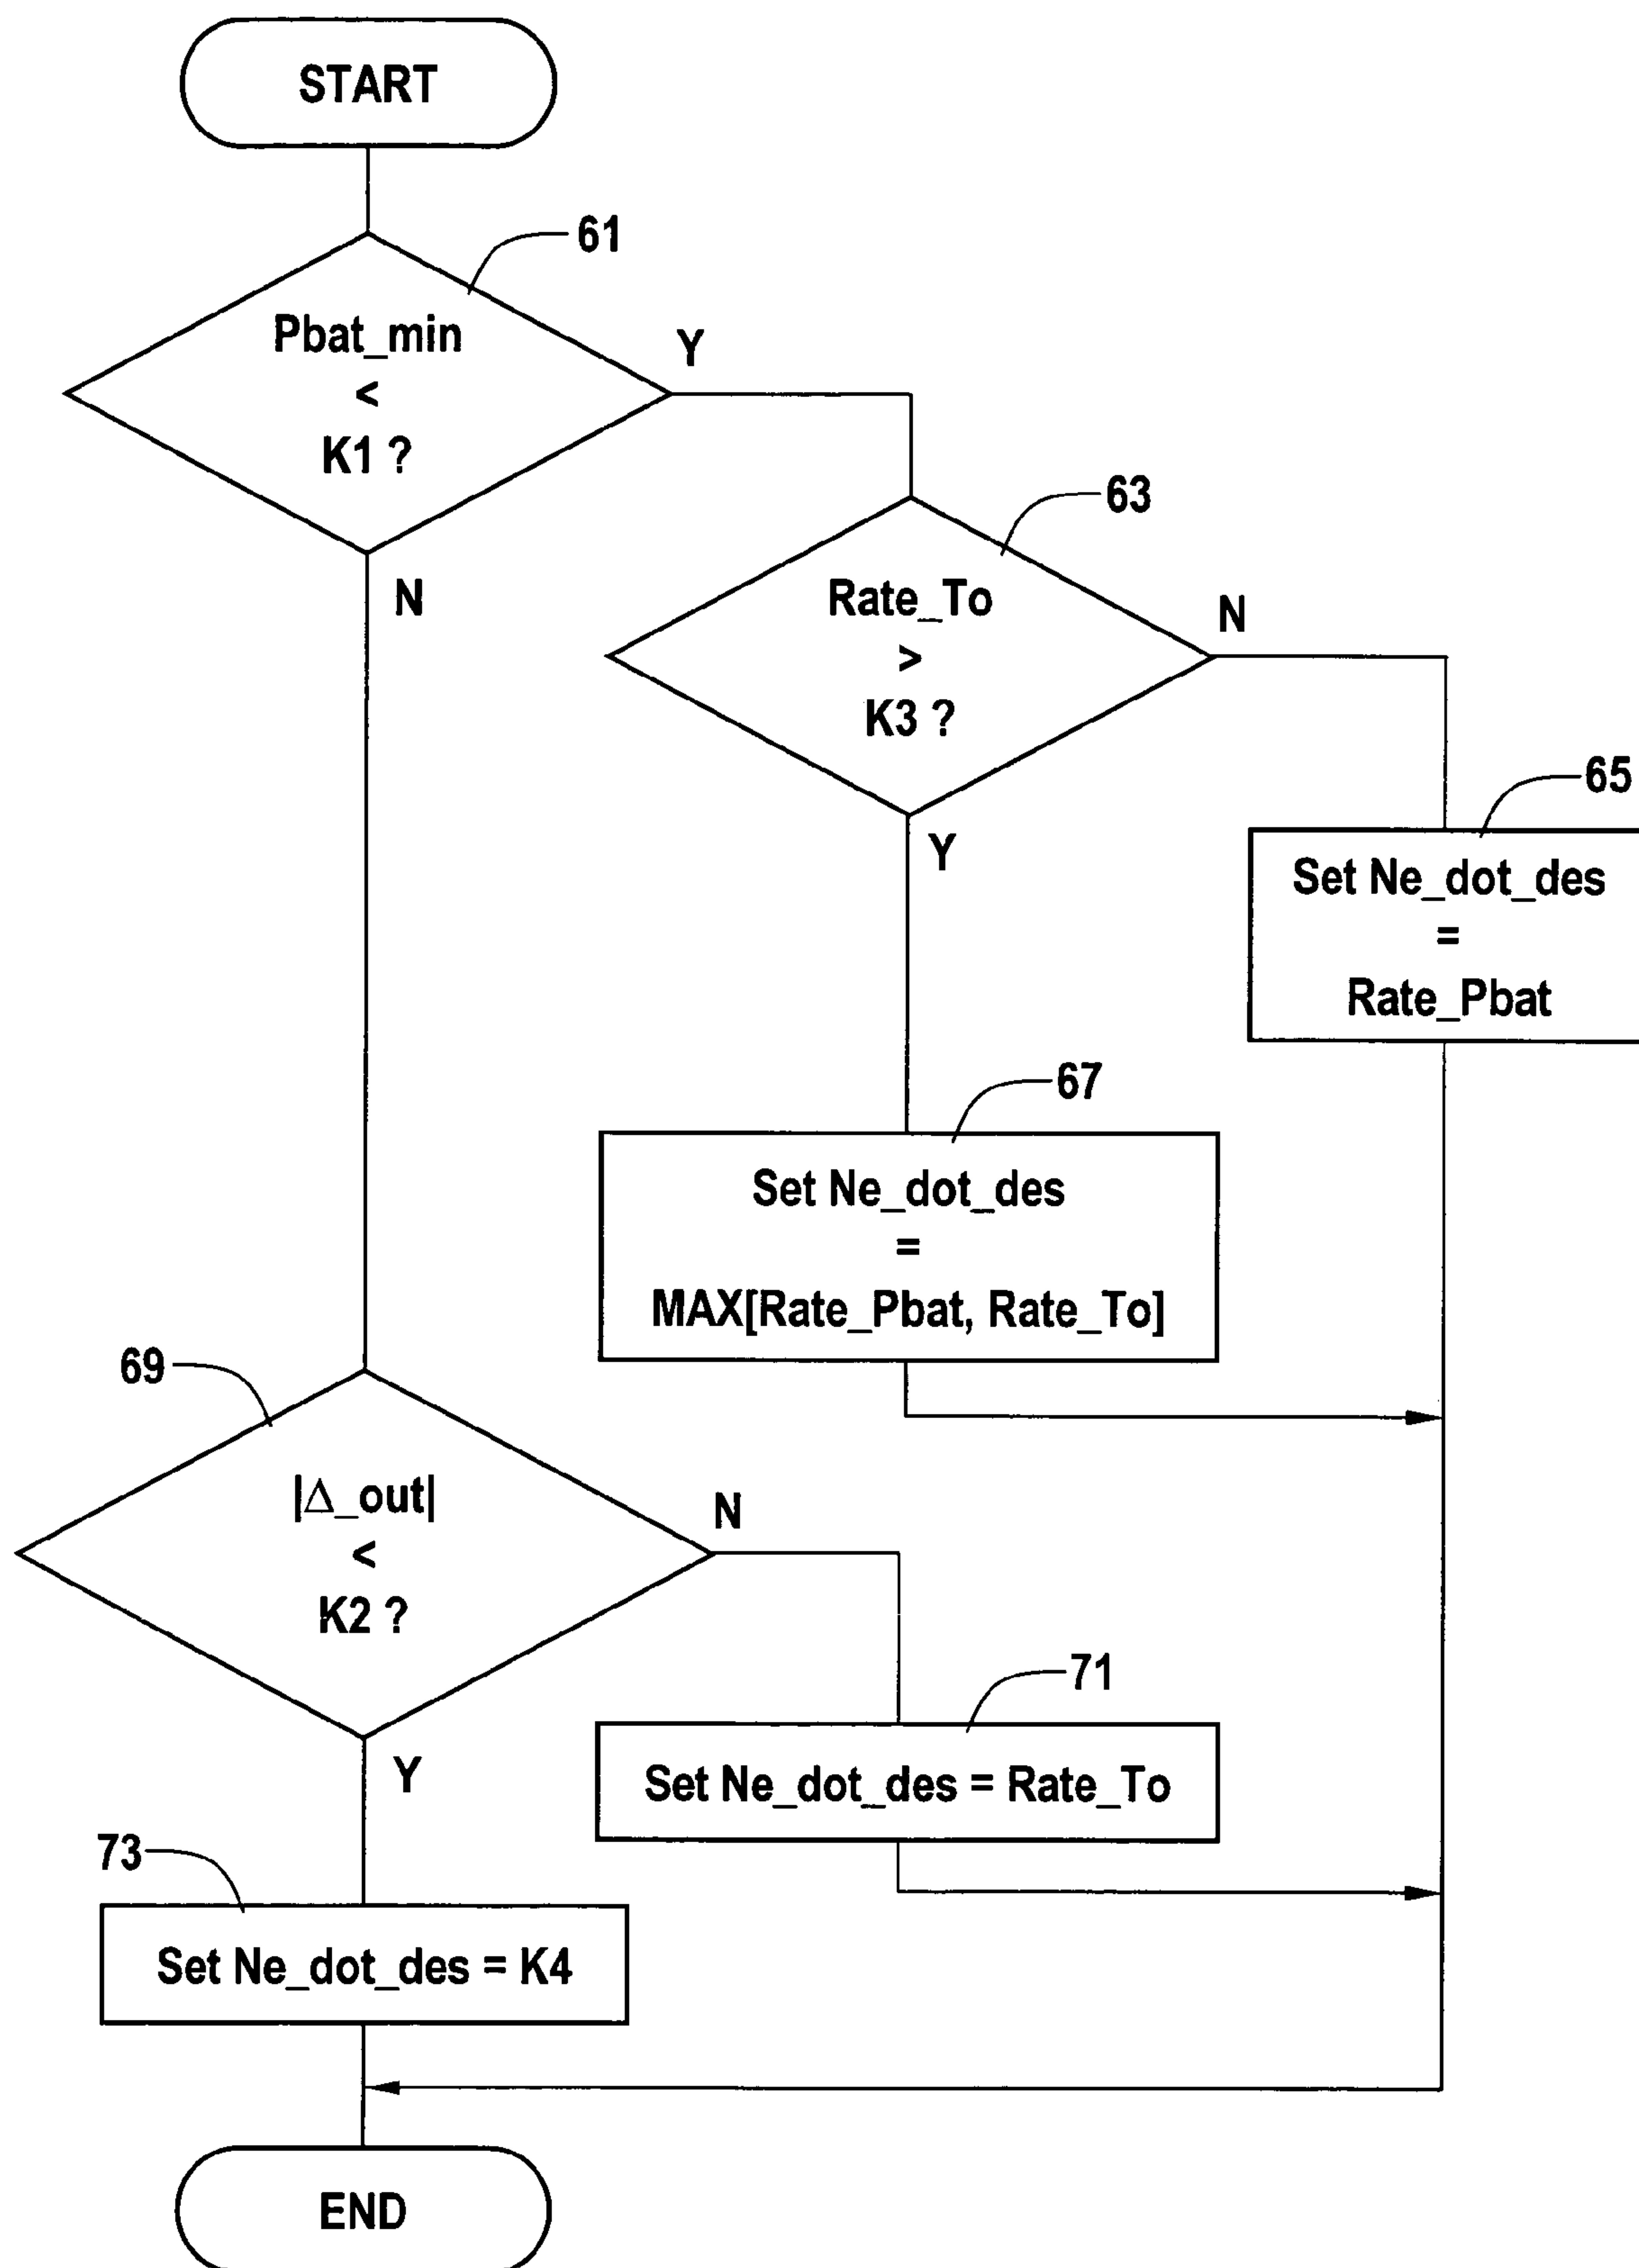 START
61
Pbat_min
<
K1 ?
Y
N
63
Rate_To
>
K3 ?
N
Y
65
Set Ne_dot_des
=
Rate_Pbat
67
Set Ne_dot_des
=
MAX[Rate_Pbat, Rate_To]
69
|Δ_out|
<
K2 ?
N
Y
71
Set Ne_dot_des = Rate_To
73
Set Ne_dot_des = K4
END